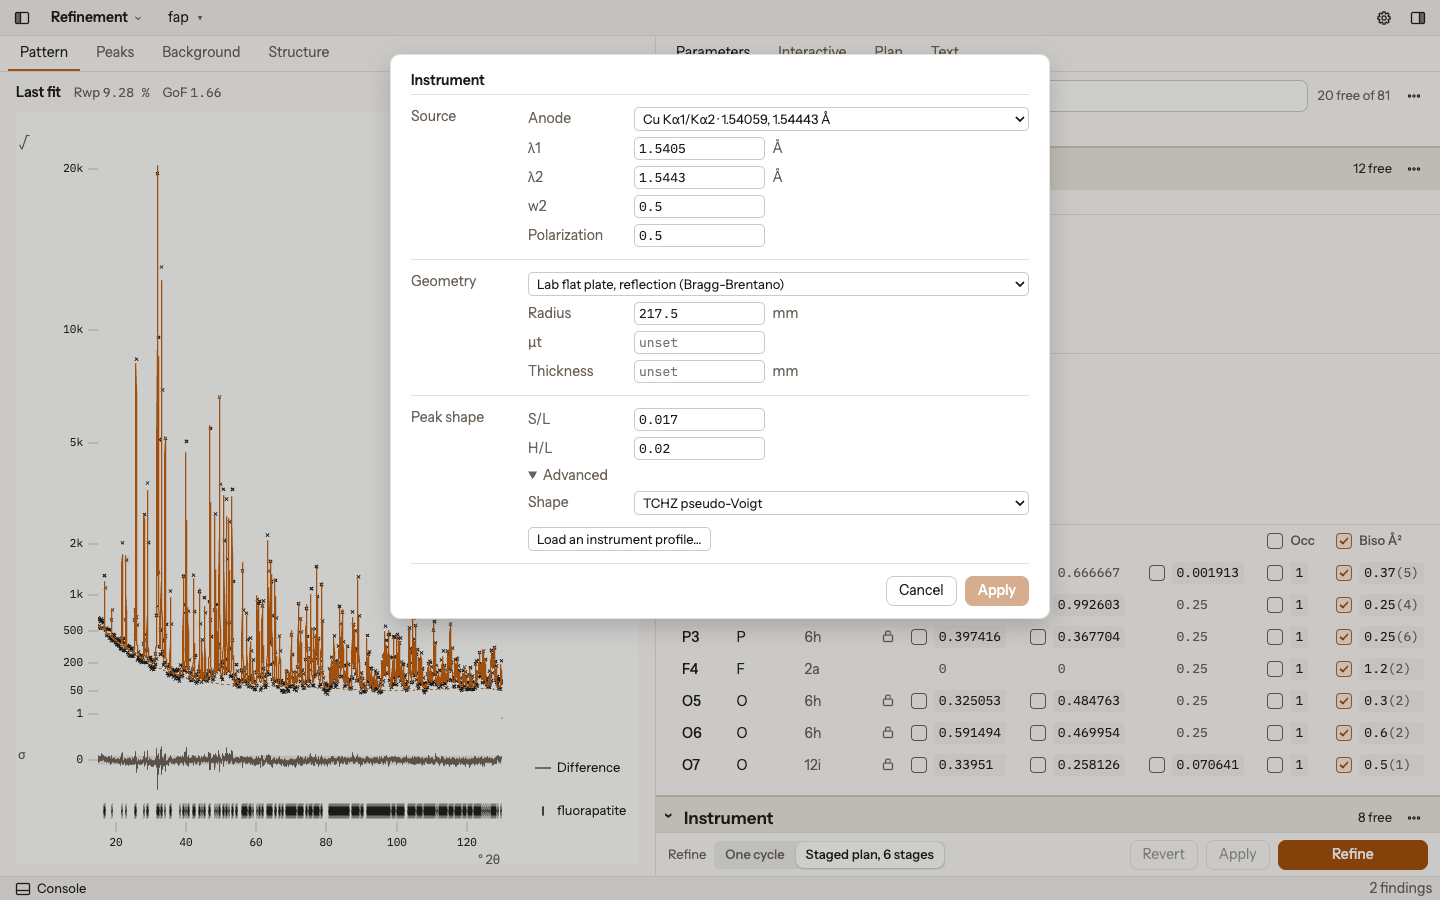 Refinement fap
Pattern Peaks Background Structure
Parameters Interactive Plan Text
Last fit Rwp 9.28 % GoF 1.66
20 free of 81
12 free
√
20k
10k
5k
2k
1k
500
200
50
1
σ
0
Difference
fluorapatite
20 40 60 80 100 120
° 2θ
Instrument
Source Anode Cu Kα1/Kα2 · 1.54059, 1.54443 Å
λ1 1.5405 Å
λ2 1.5443 Å
w2 0.5
Polarization 0.5
Geometry Lab flat plate, reflection (Bragg-Brentano)
Radius 217.5 mm
µt unset
Thickness unset mm
Peak shape S/L 0.017
H/L 0.02
▼ Advanced
Shape TCHZ pseudo-Voigt
Load an instrument profile...
Cancel Apply
Occ Biso Å²
0.666667 0.001913 1 0.37(5)
0.992603 0.25 1 0.25(4)
P3 P 6h 0.397416 0.367704 0.25 1 0.25(6)
F4 F 2a 0 0 0.25 1 1.2(2)
O5 O 6h 0.325053 0.484763 0.25 1 0.3(2)
O6 O 6h 0.591494 0.469954 0.25 1 0.6(2)
O7 O 12i 0.33951 0.258126 0.070641 1 0.5(1)
Instrument 8 free
Refine One cycle Staged plan, 6 stages Revert Apply Refine
Console 2 findings